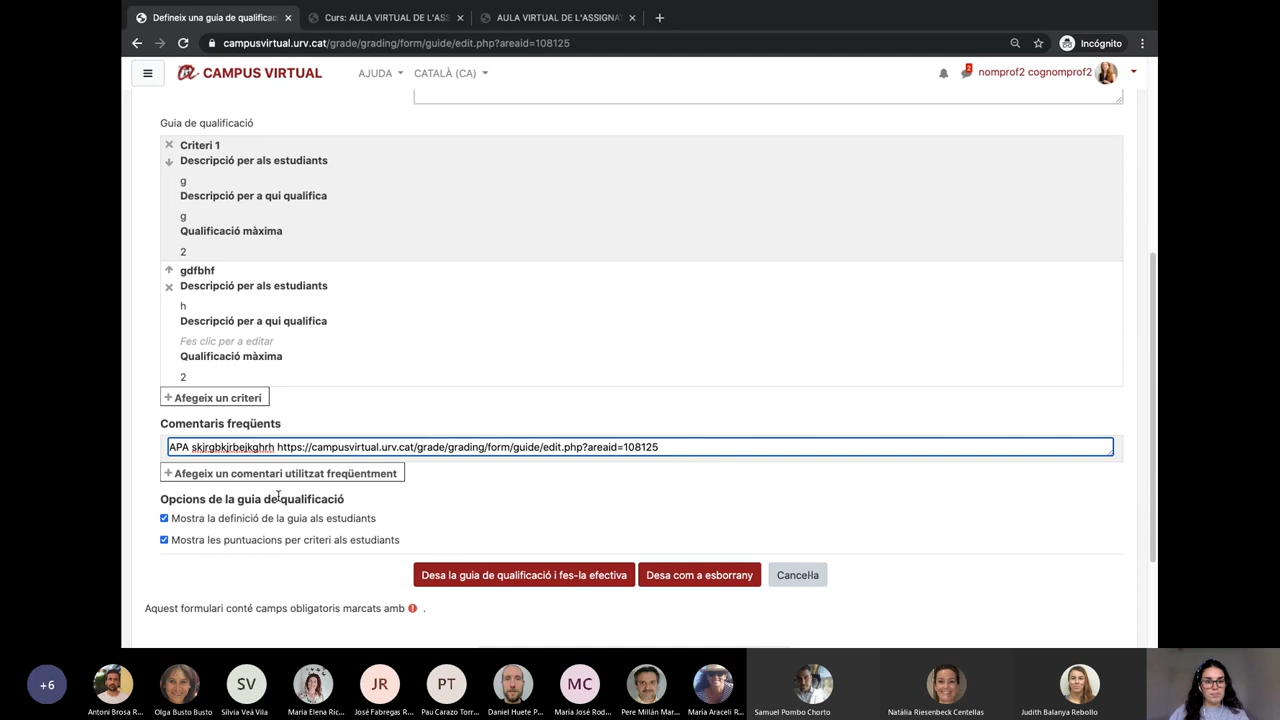 Defineix una guia de qualificac
Curs: AULA VIRTUAL DE L'ASS
AULA VIRTUAL DE L'ASSIGNAT
campusvirtual.urv.cat/grade/grading/form/guide/edit.php?areaid=108125
Incógnito
CAMPUS VIRTUAL
AJUDA
CATALÀ (CA)
2
nomprof2 cognomprof2
Guia de qualificació
Criteri 1
Descripció per als estudiants
g
Descripció per a qui qualifica
g
Qualificació màxima
2
gdfbhf
Descripció per als estudiants
h
Descripció per a qui qualifica
Fes clic per a editar
Qualificació màxima
2
+ Afegeix un criteri
Comentaris freqüents
APA skjrgbkjrbejkghrh https://campusvirtual.urv.cat/grade/grading/form/guide/edit.php?areaid=108125
+ Afegeix un comentari utilitzat freqüentment
Opcions de la guia de qualificació
Mostra la definició de la guia als estudiants
Mostra les puntuacions per criteri als estudiants
Desa la guia de qualificació i fes-la efectiva
Desa com a esborrany
Cancel·la
Aquest formulari conté camps obligatoris marcats amb .
+6
SV
JR
PT
MC
Antoni Brosa R...
Olga Busto Busto
Sílvia Veà Vila
Maria Elena Ric...
José Fabregas R...
Pau Carazo Torr...
Daniel Huete P...
María José Rod...
Pere Millán Mar...
María Araceli R...
Samuel Pombo Chorto
Natàlia Riesenbeck Centellas
Judith Balanya Rebollo